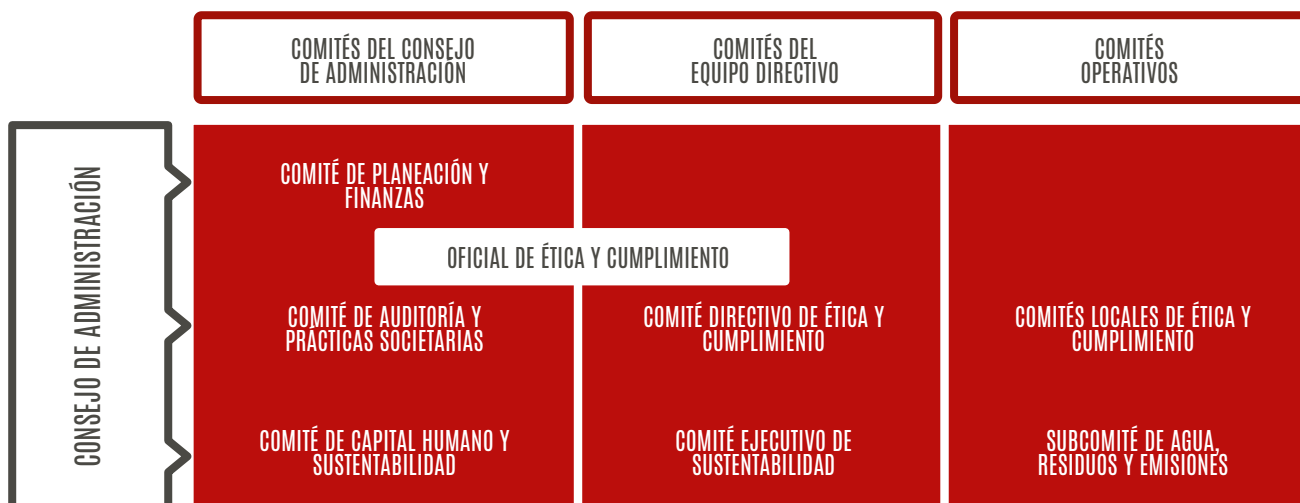 COMITÉS DEL CONSEJO
DE ADMINISTRACIÓN
COMITÉS DEL
EQUIPO DIRECTIVO
COMITÉS
OPERATIVOS
CONSEJO DE ADMINISTRACIÓN
COMITÉ DE PLANEACIÓN Y
FINANZAS
OFICIAL DE ÉTICA Y CUMPLIMIENTO
COMITÉ DE AUDITORÍA Y
PRÁCTICAS SOCIETARIAS
COMITÉ DIRECTIVO DE ÉTICA Y
CUMPLIMIENTO
COMITÉS LOCALES DE ÉTICA Y
CUMPLIMIENTO
COMITÉ DE CAPITAL HUMANO Y
SUSTENTABILIDAD
COMITÉ EJECUTIVO DE
SUSTENTABILIDAD
SUBCOMITÉ DE AGUA,
RESIDUOS Y EMISIONES